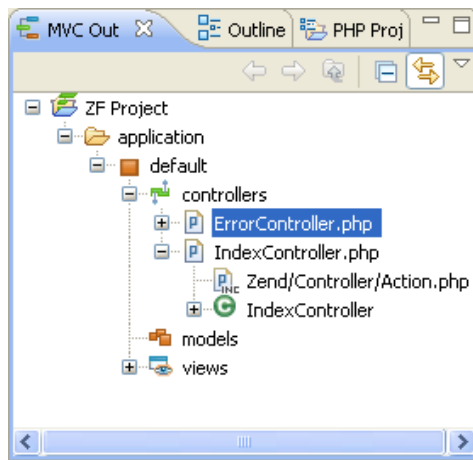 MVC Out Outline PHP Proj
ZF Project
application
default
controllers
P ErrorController.php
P IndexController.php
P INC Zend/Controller/Action.php
C IndexController
models
views